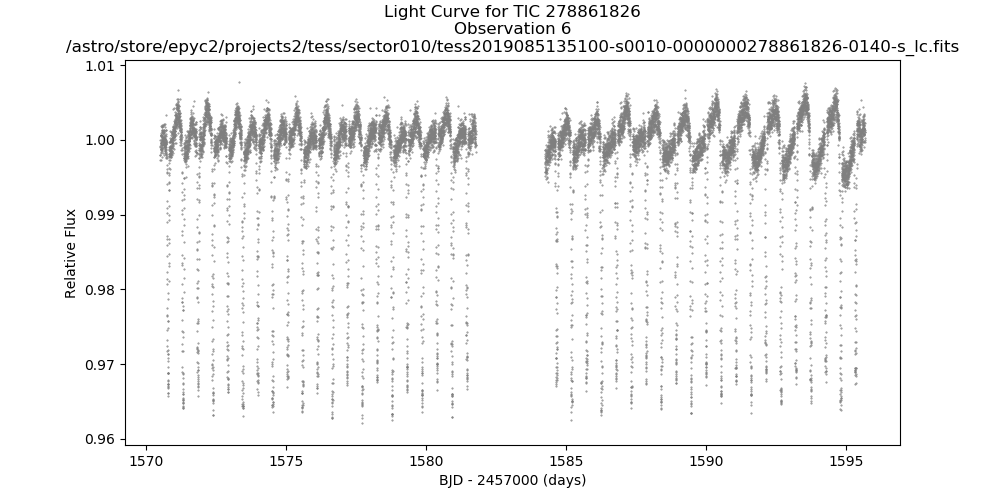 Light Curve for TIC 278861826
Observation 6
/astro/store/epyc2/projects2/tess/sector010/tess2019085135100-s0010-0000000278861826-0140-s_lc.fits
1.01
1.00
0.99
0.98
0.97
0.96
Relative Flux
1570 1575 1580 1585 1590 1595
BJD - 2457000 (days)